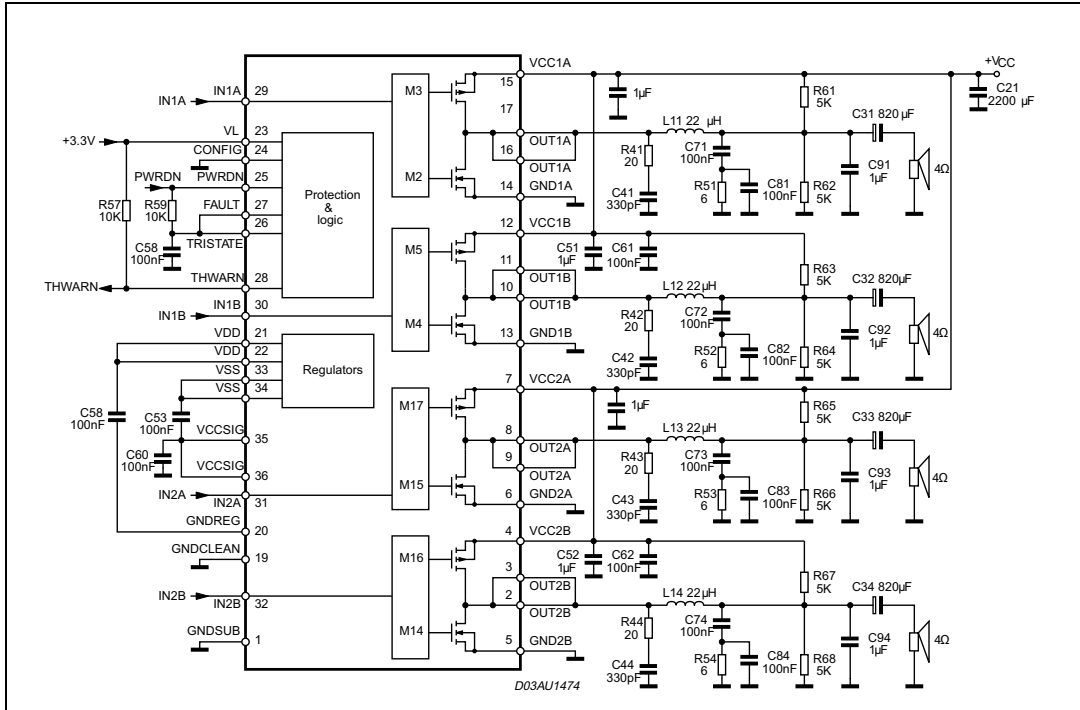 VCC1A
+VCC
IN1A
IN1A
29
M3
15
17
1µF
R61
5K
C21
2200 µF
C31 820 µF
L11 22 µH
+3.3V
VL
23
CONFIG
24
PWRDN
PWRDN
25
R57
10K
R59
10K
FAULT
27
26
TRISTATE
C58
100nF
THWARN
THWARN
28
Protection
&
logic
OUT1A
16
OUT1A
M2
14
GND1A
R41
20
C41
330pF
C71
100nF
R51
6
C81
100nF
R62
5K
C91
1µF
4Ω
12
VCC1B
M5
11
OUT1B
10
OUT1B
M4
13
GND1B
C51
1µF
C61
100nF
R63
5K
L12 22µH
C32 820µF
R42
20
C42
330pF
C72
100nF
R52
6
C82
100nF
R64
5K
C92
1µF
4Ω
IN1B
IN1B
30
VDD
21
VDD
22
VSS
33
VSS
34
Regulators
C58
100nF
C53
100nF
C60
100nF
VCCSIG
35
VCCSIG
36
IN2A
IN2A
31
GNDREG
20
GNDCLEAN
19
IN2B
IN2B
32
GNDSUB
1
7
VCC2A
M17
8
OUT2A
9
OUT2A
M15
6
GND2A
1µF
R65
5K
L13 22µH
C33 820µF
R43
20
C43
330pF
C73
100nF
R53
6
C83
100nF
R66
5K
C93
1µF
4Ω
4
VCC2B
M16
3
OUT2B
2
OUT2B
M14
5
GND2B
C52
1µF
C62
100nF
R67
5K
L14 22µH
C34 820µF
R44
20
C44
330pF
C74
100nF
R54
6
C84
100nF
R68
5K
C94
1µF
4Ω
D03AU1474